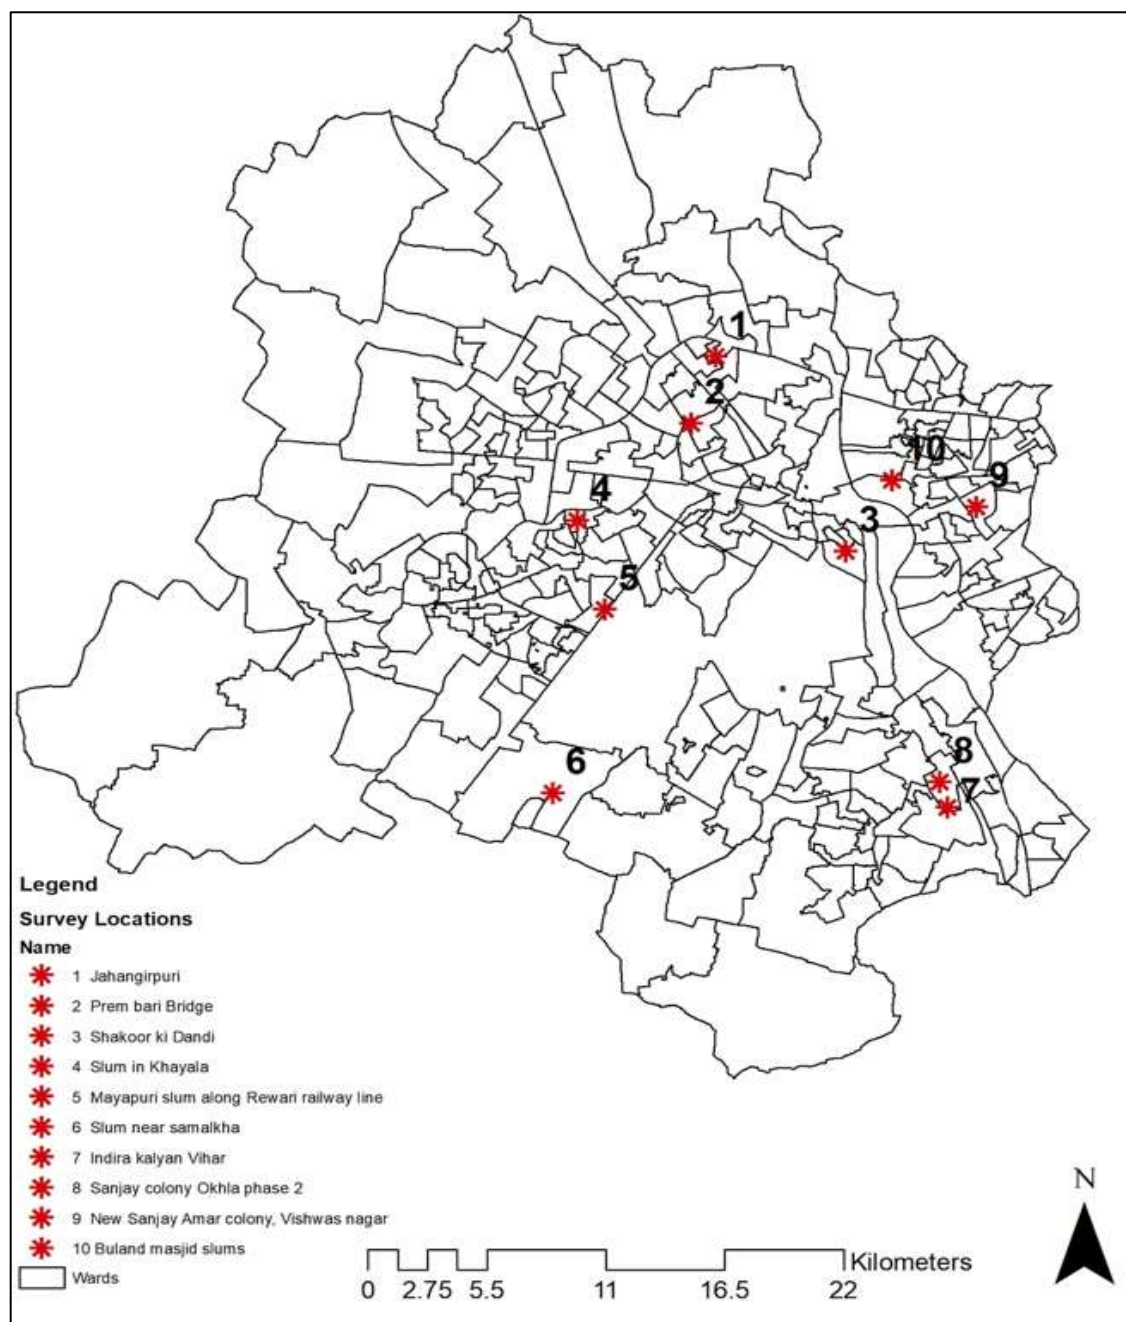 1
2
10
9
4
3
5
6
8
7
Legend
Survey Locations
Name
1 Jahangirpuri
2 Prem bari Bridge
3 Shakoor ki Dandi
4 Slum in Khayala
5 Mayapuri slum along Rewari railway line
6 Slum near samalkha
7 Indira kalyan Vihar
8 Sanjay colony Okhla phase 2
9 New Sanjay Amar colony, Vishwas nagar
10 Buland masjid slums
Wards
N
Kilometers
0 2.75 5.5 11 16.5 22